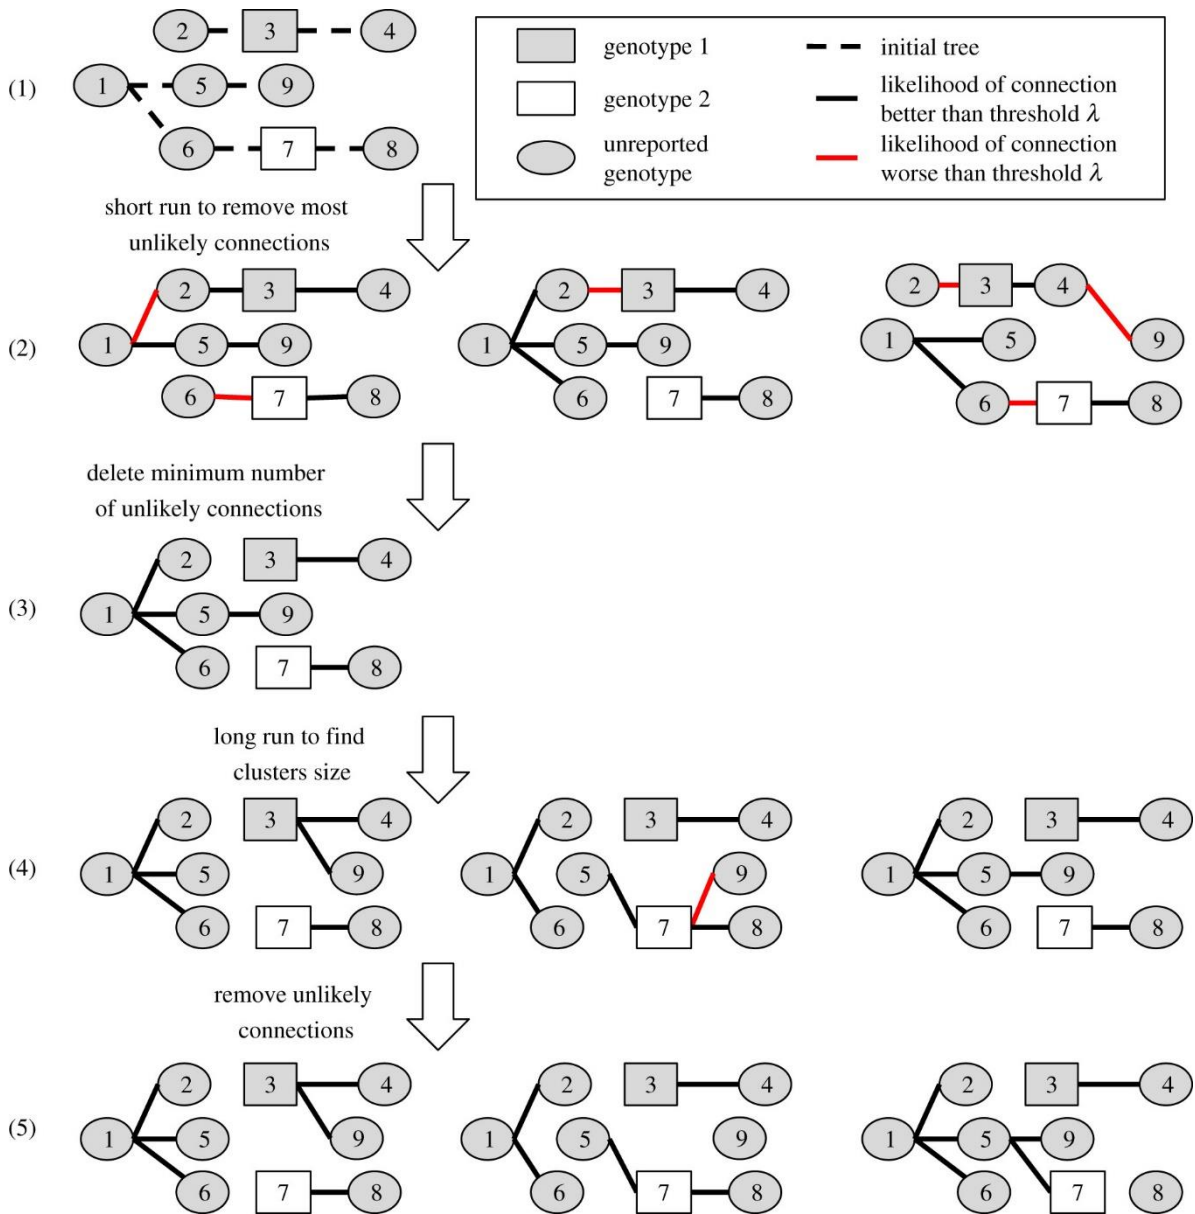 2 3 4
genotype 1
initial tree
(1)
1 5 9
genotype 2
likelihood of connection
better than threshold λ
6 7 8
unreported
genotype
likelihood of connection
worse than threshold λ
short run to remove most
unlikely connections
2 3 4
2 3 4
2 3 4
(2)
1 5 9
1 5 9
1 5 9
6 7 8
6 7 8
6 7 8
delete minimum number
of unlikely connections
2 3 4
(3)
1 5 9
6 7 8
long run to find
clusters size
2 3 4
2 3 4
2 3 4
(4)
1 5 9
1 5 9
1 5 9
6 7 8
6 7 8
6 7 8
remove unlikely
connections
2 3 4
2 3 4
2 3 4
(5)
1 5 9
1 5 9
1 5 9
6 7 8
6 7 8
6 7 8